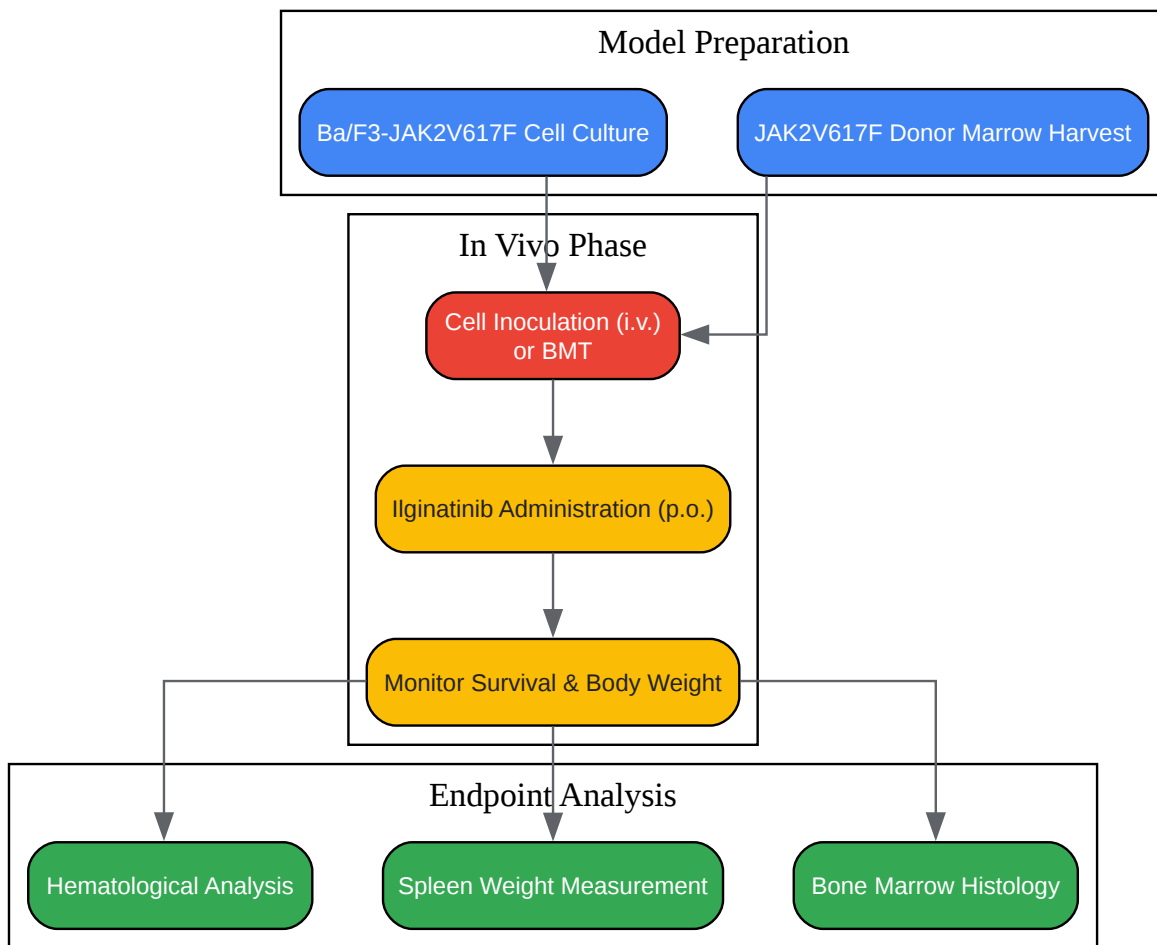 Model Preparation
Ba/F3-JAK2V617F Cell Culture
JAK2V617F Donor Marrow Harvest
In Vivo Phase
Cell Inoculation (i.v.)
or BMT
Ilginatinib Administration (p.o.)
Monitor Survival & Body Weight
Endpoint Analysis
Hematological Analysis
Spleen Weight Measurement
Bone Marrow Histology